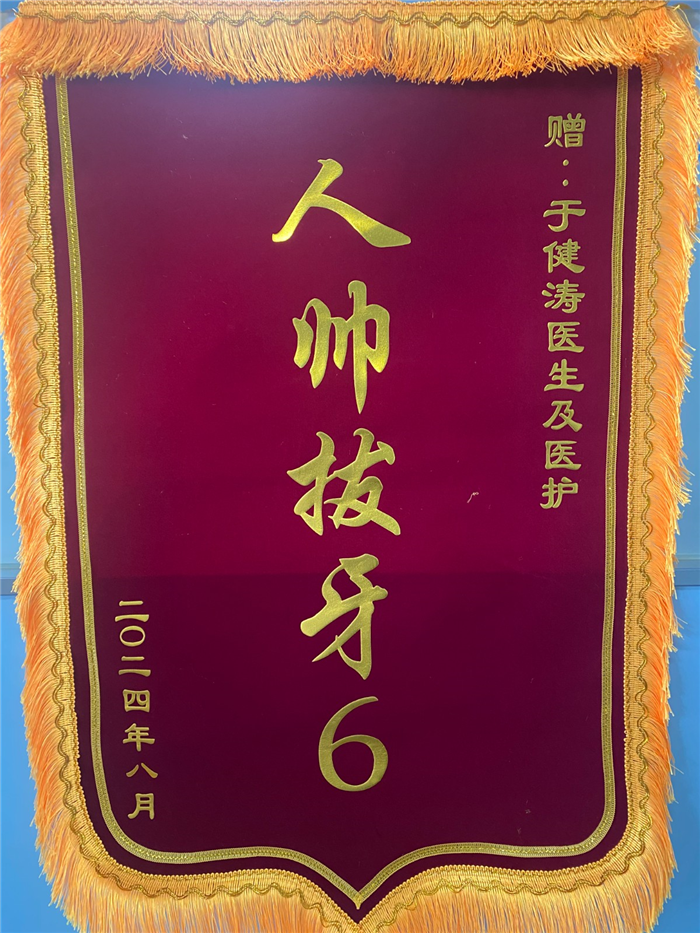 赠：于健涛医生及医护
人帅拔牙6
二〇二四年八月